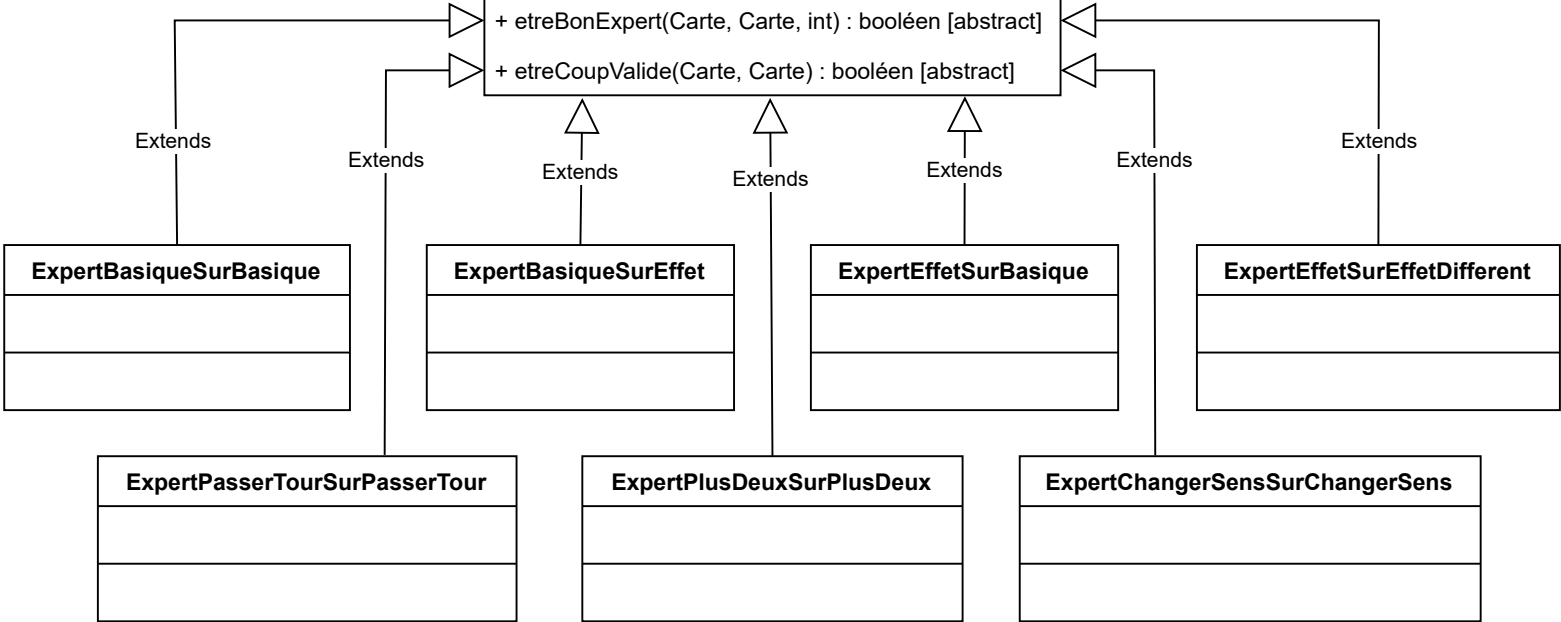 + etreBonExpert(Carte, Carte, int) : booléen [abstract]
+ etreCoupValide(Carte, Carte) : booléen [abstract]
Extends
Extends
Extends
Extends
Extends
Extends
Extends
ExpertBasiqueSurBasique
ExpertBasiqueSurEffet
ExpertEffetSurBasique
ExpertEffetSurEffetDifferent
ExpertPasserTourSurPasserTour
ExpertPlusDeuxSurPlusDeux
ExpertChangerSensSurChangerSens